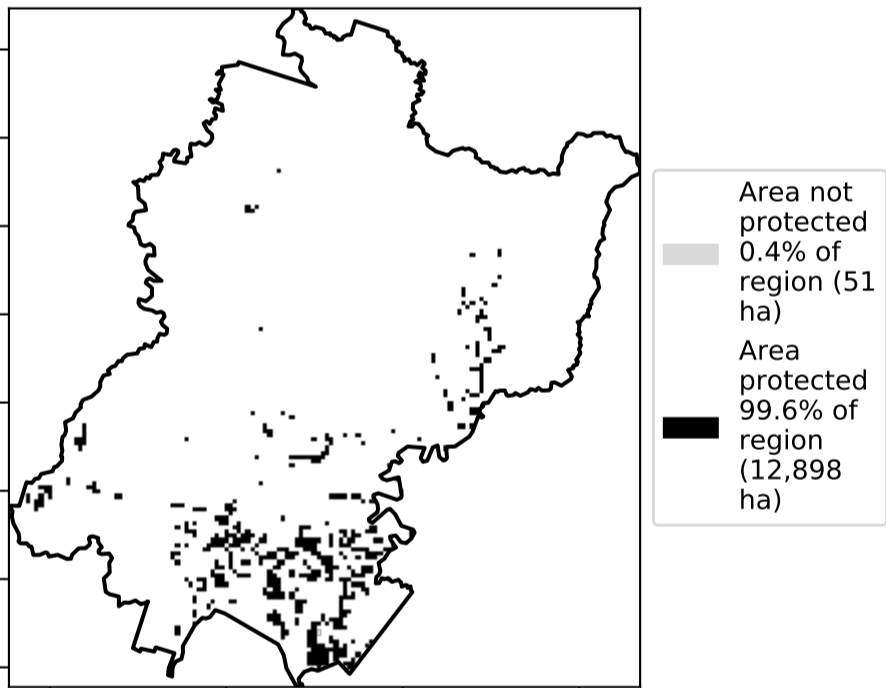 Area not
protected
0.4% of
region (51
ha)
Area
protected
99.6% of
region
(12,898
ha)